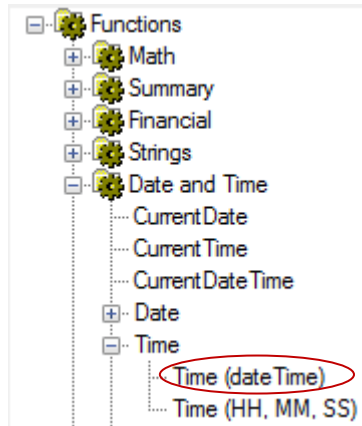 Functions
Math
Summary
Financial
Strings
Date and Time
CurrentDate
CurrentTime
CurrentDateTime
Date
Time
Time (dateTime)
Time (HH, MM, SS)